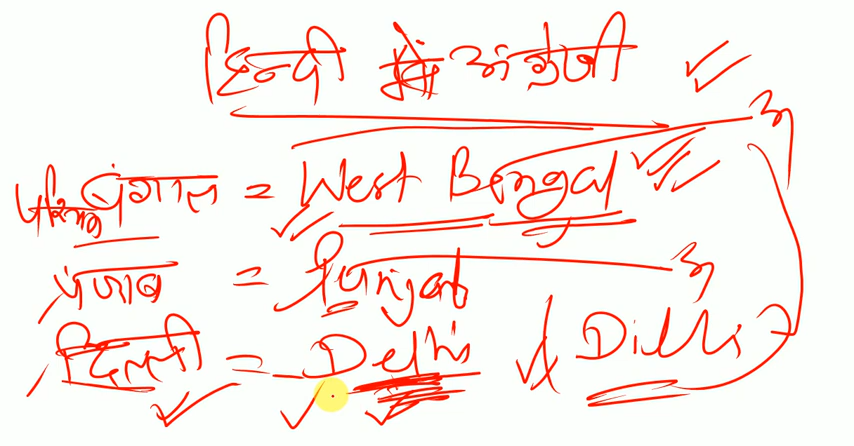 हिन्दी से अंग्रेजी
पश्चिम बंगाल = West Bengal अ
पंजाब = Punjab अ
दिल्ली = Delhi Dilli